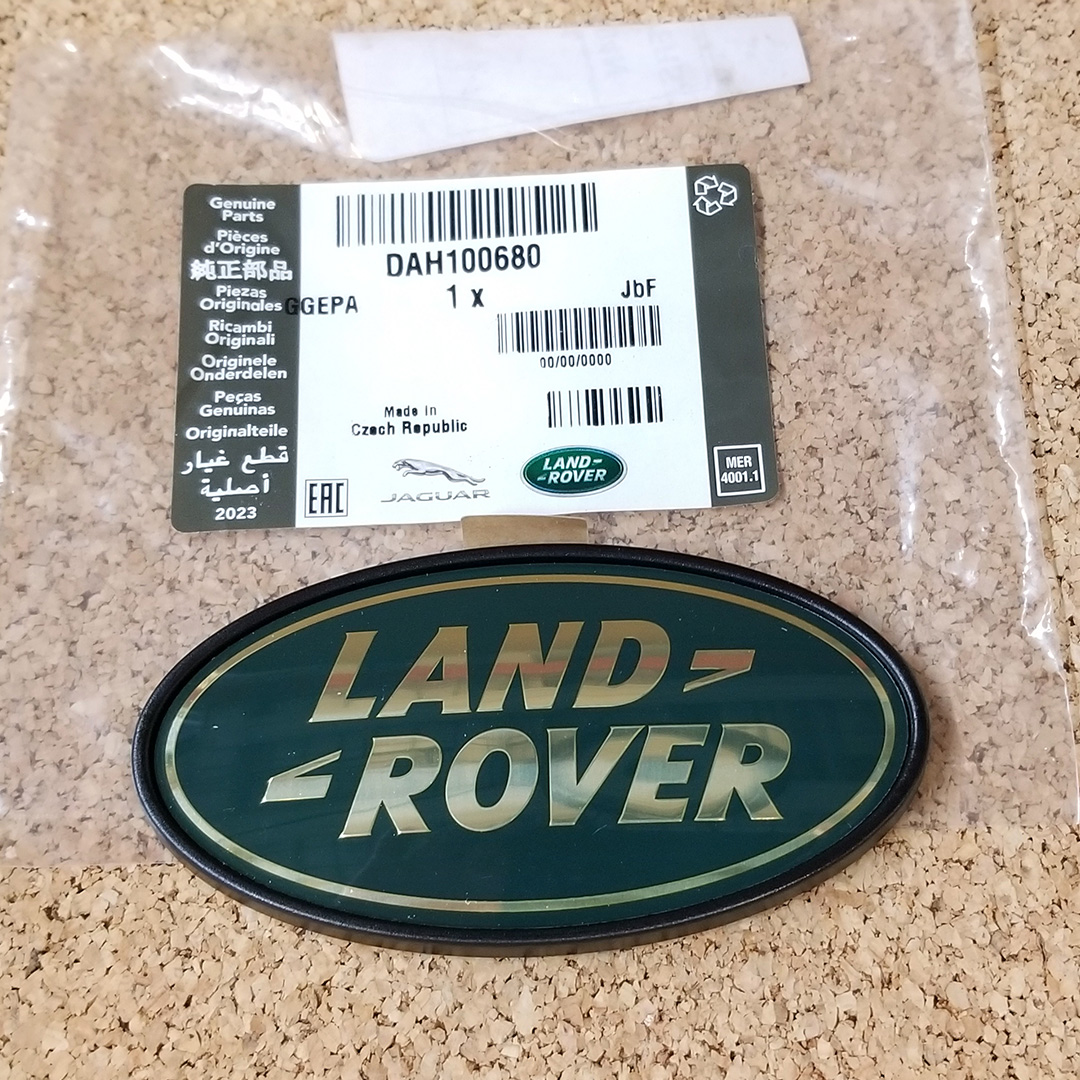 Genuine
Parts
Pièces
d'Origine
純正部品
Piezas
Originales
Ricambi
Originali
Originele
Onderdelen
Peças
Genuinas
Originalteile
قطع غيار
أصلية
2023
DAH100680
GGEPA
1 x
JbF
00/00/0000
Made in
Czech Republic
EAC
JAGUAR
LAND-
-ROVER
MER
4001.1
LAND
ROVER